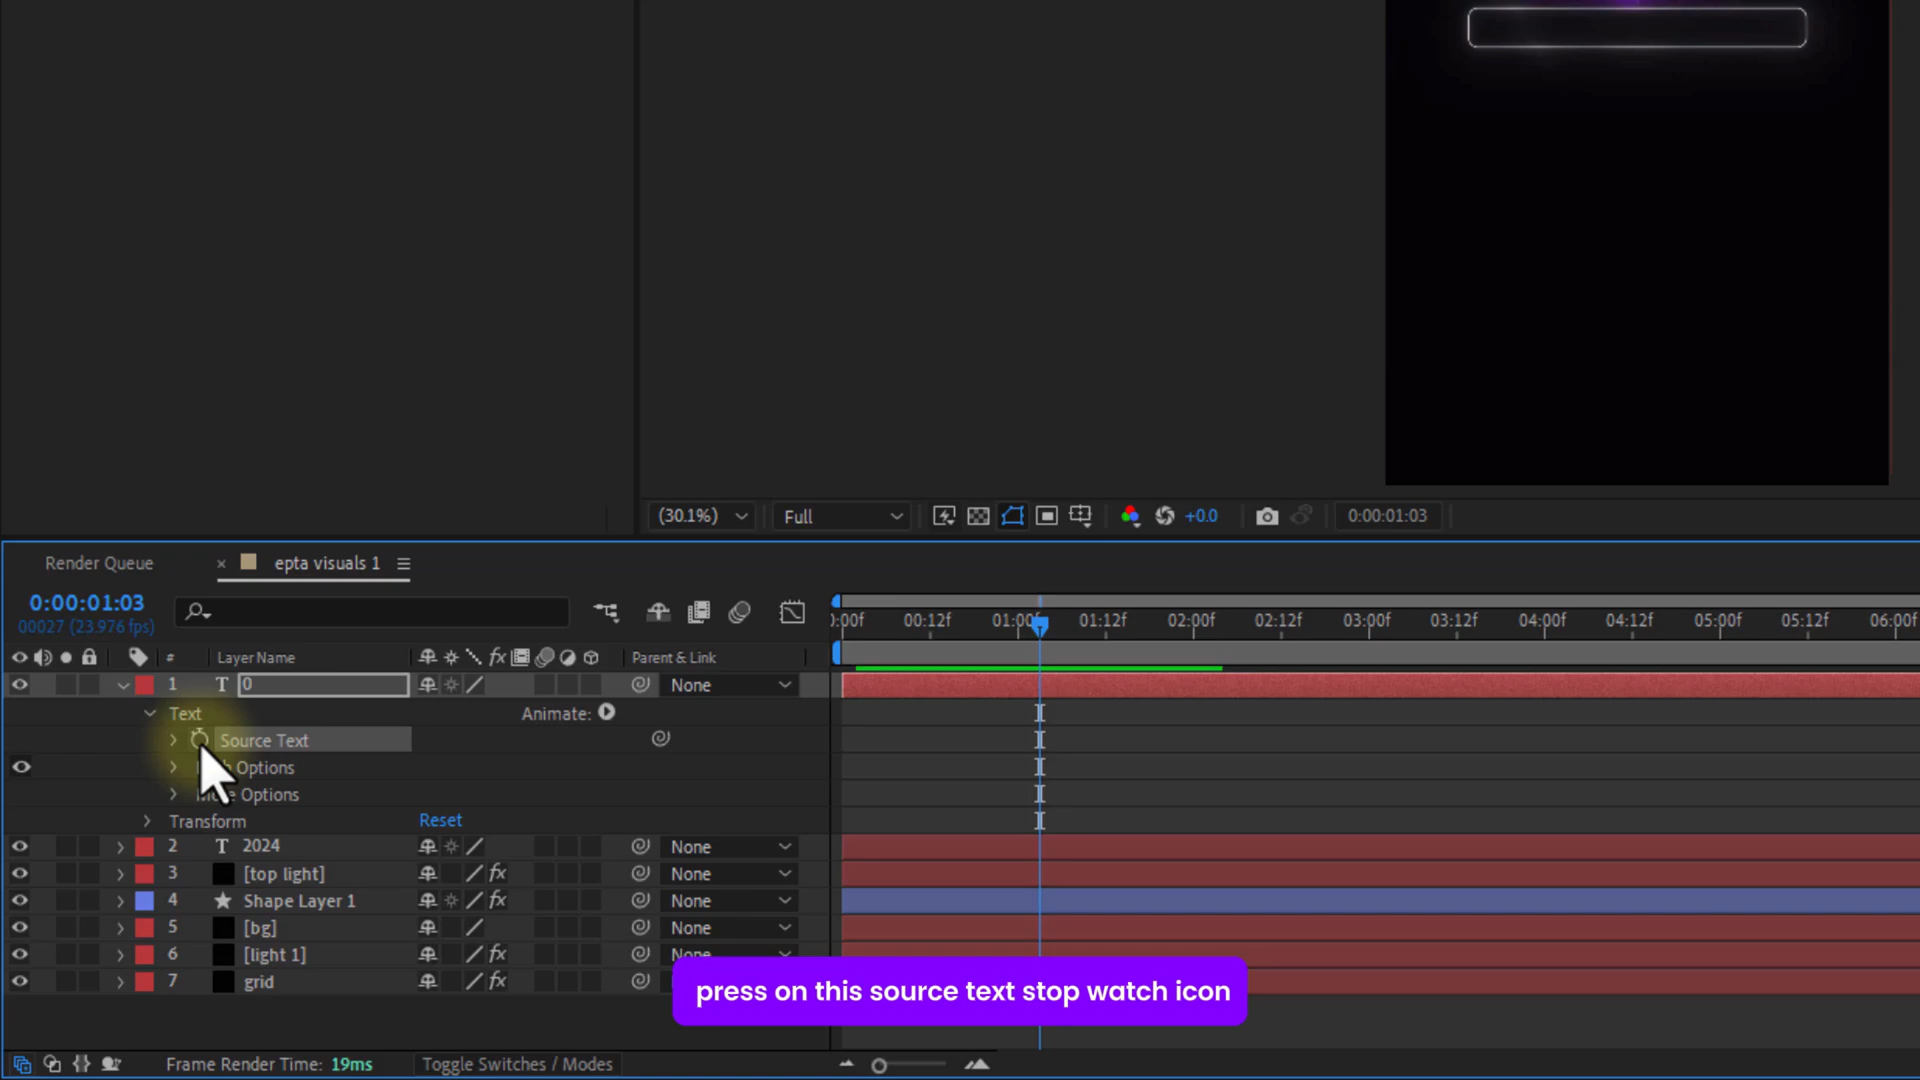 (30.1%) Full +0.0 0:00:01:03
Render Queue × epta visuals 1
0:00:01:03
00027 (23.976 fps)
:00f 00:12f 01:00f 01:12f 02:00f 02:12f 03:00f 03:12f 04:00f 04:12f 05:00f 05:12f 06:00f
# Layer Name fx Parent & Link
1 T 0 None
Text Animate:
Source Text
Options
Options
Transform Reset
2 T 2024 None
3 [top light] fx None
4 Shape Layer 1 fx None
5 [bg] None
6 [light 1] fx None
7 grid fx
press on this source text stop watch icon
Frame Render Time: 19ms Toggle Switches / Modes